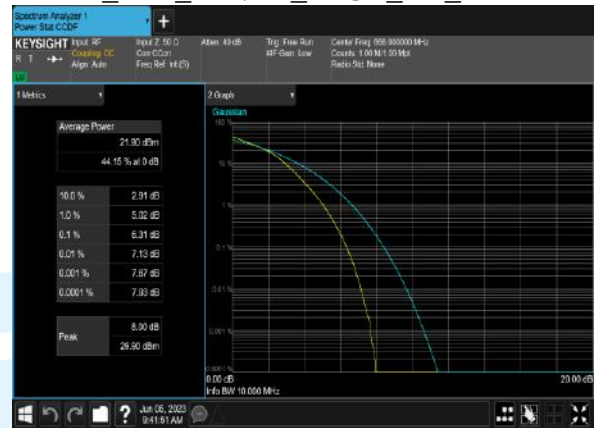 Spectrum Analyzer 1
Power Stat CCDF
+
KEYSIGHT
R T
Input: RF
Coupling: DC
Align: Auto
Input Z: 50 Ω
Corr CCorr
Freq Ref: Int (S)
Atten: 40 dB
Trig: Free Run
#IF Gain: Low
Center Freq: 668.000000 MHz
Counts: 1.00 M/1.00 Mpt
Radio Std: None
1 Metrics
Average Power
21.90 dBm
44.15 % at 0 dB
10.0 % 2.91 dB
1.0 % 5.02 dB
0.1 % 6.31 dB
0.01 % 7.13 dB
0.001 % 7.67 dB
0.0001 % 7.93 dB
Peak
8.00 dB
29.90 dBm
2 Graph
Gaussian
100 %
10 %
1 %
0.1 %
0.01 %
0.001 %
0.0001 %
0.00 dB
20.00 dB
Info BW 10.000 MHz
?
Jun 05, 2023
9:41:51 AM